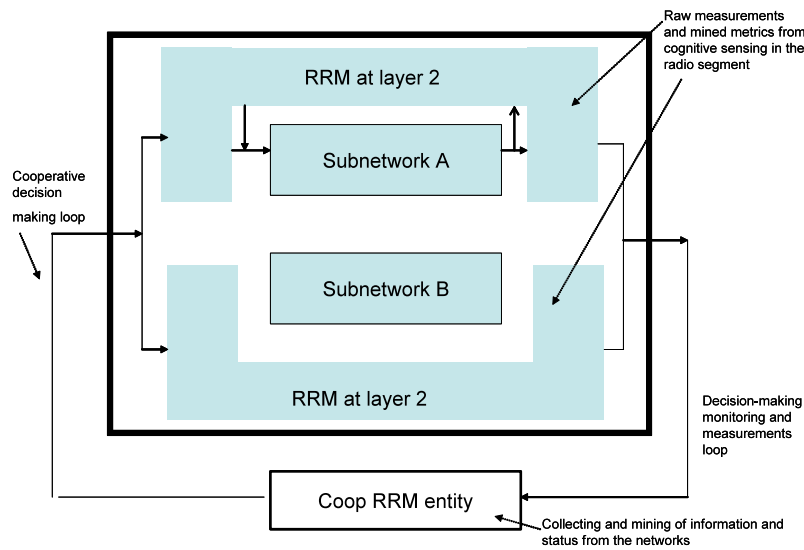 Raw measurements
and mined metrics from
cognitive sensing in the
radio segment
RRM at layer 2
Subnetwork A
Cooperative
decision
making loop
Subnetwork B
RRM at layer 2
Decision-making
monitoring and
measurements
loop
Coop RRM entity
Collecting and mining of information and
status from the networks